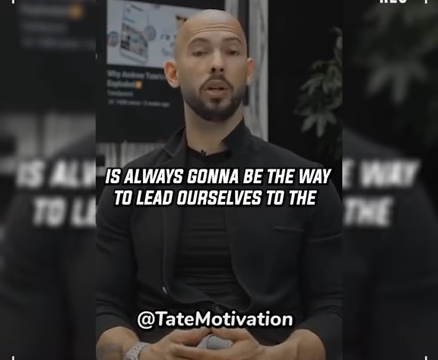 IS ALWAYS GONNA BE THE WAY
TO LEAD OURSELVES TO THE
@TateMotivation